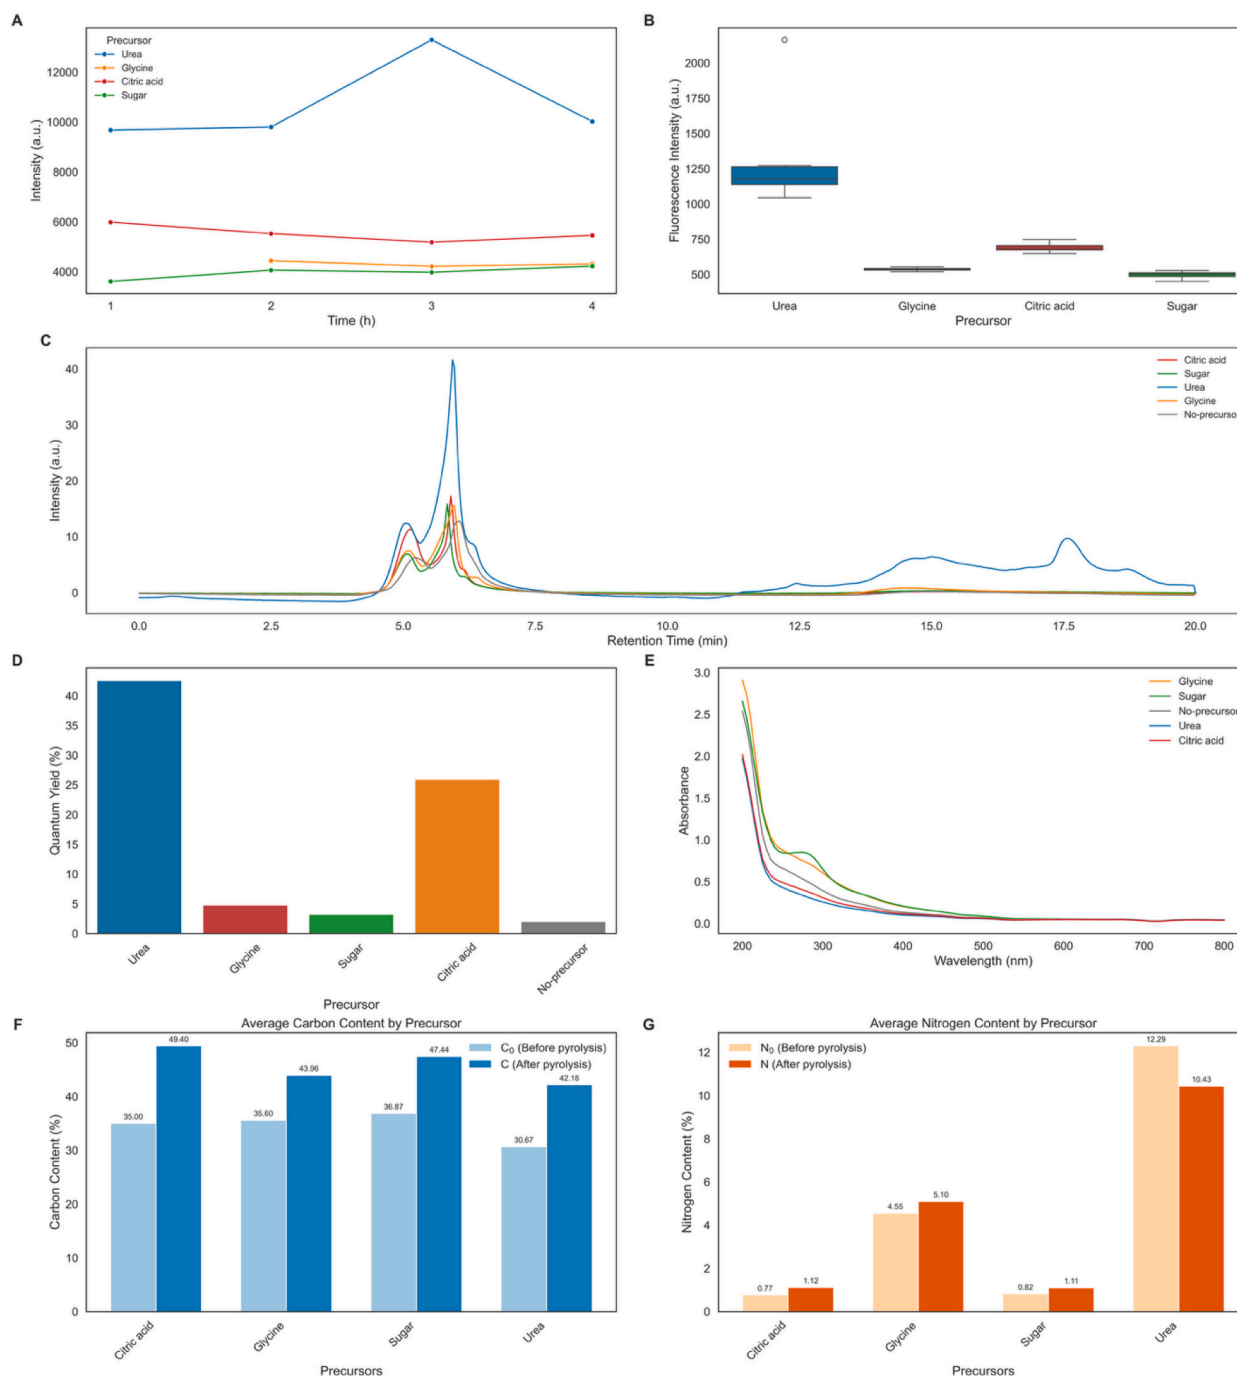 A
Precursor
Urea
Glycine
Citric acid
Sugar
Intensity (a.u.)
12000
10000
8000
6000
4000
1
2
3
4
Time (h)
B
Fluorescence Intensity (a.u.)
2000
1750
1500
1250
1000
750
500
Urea
Glycine
Citric acid
Sugar
Precursor
C
Intensity (a.u.)
40
30
20
10
0
Citric acid
Sugar
Urea
Glycine
No-precursor
0.0
2.5
5.0
7.5
10.0
12.5
15.0
17.5
20.0
Retention Time (min)
D
Quantum Yield (%)
40
35
30
25
20
15
10
5
0
Urea
Glycine
Sugar
Citric acid
No-precursor
Precursor
E
Absorbance
3.0
2.5
2.0
1.5
1.0
0.5
0.0
Glycine
Sugar
No-precursor
Urea
Citric acid
200
300
400
500
600
700
800
Wavelength (nm)
F
Average Carbon Content by Precursor
C₀ (Before pyrolysis)
C (After pyrolysis)
Carbon Content (%)
50
40
30
20
10
0
35.00
49.40
35.60
43.96
36.87
47.44
30.67
42.18
Citric acid
Glycine
Sugar
Urea
Precursors
G
Average Nitrogen Content by Precursor
N₀ (Before pyrolysis)
N (After pyrolysis)
Nitrogen Content (%)
12
10
8
6
4
2
0
0.77
1.12
4.55
5.10
0.82
1.11
12.29
10.43
Citric acid
Glycine
Sugar
Urea
Precursors